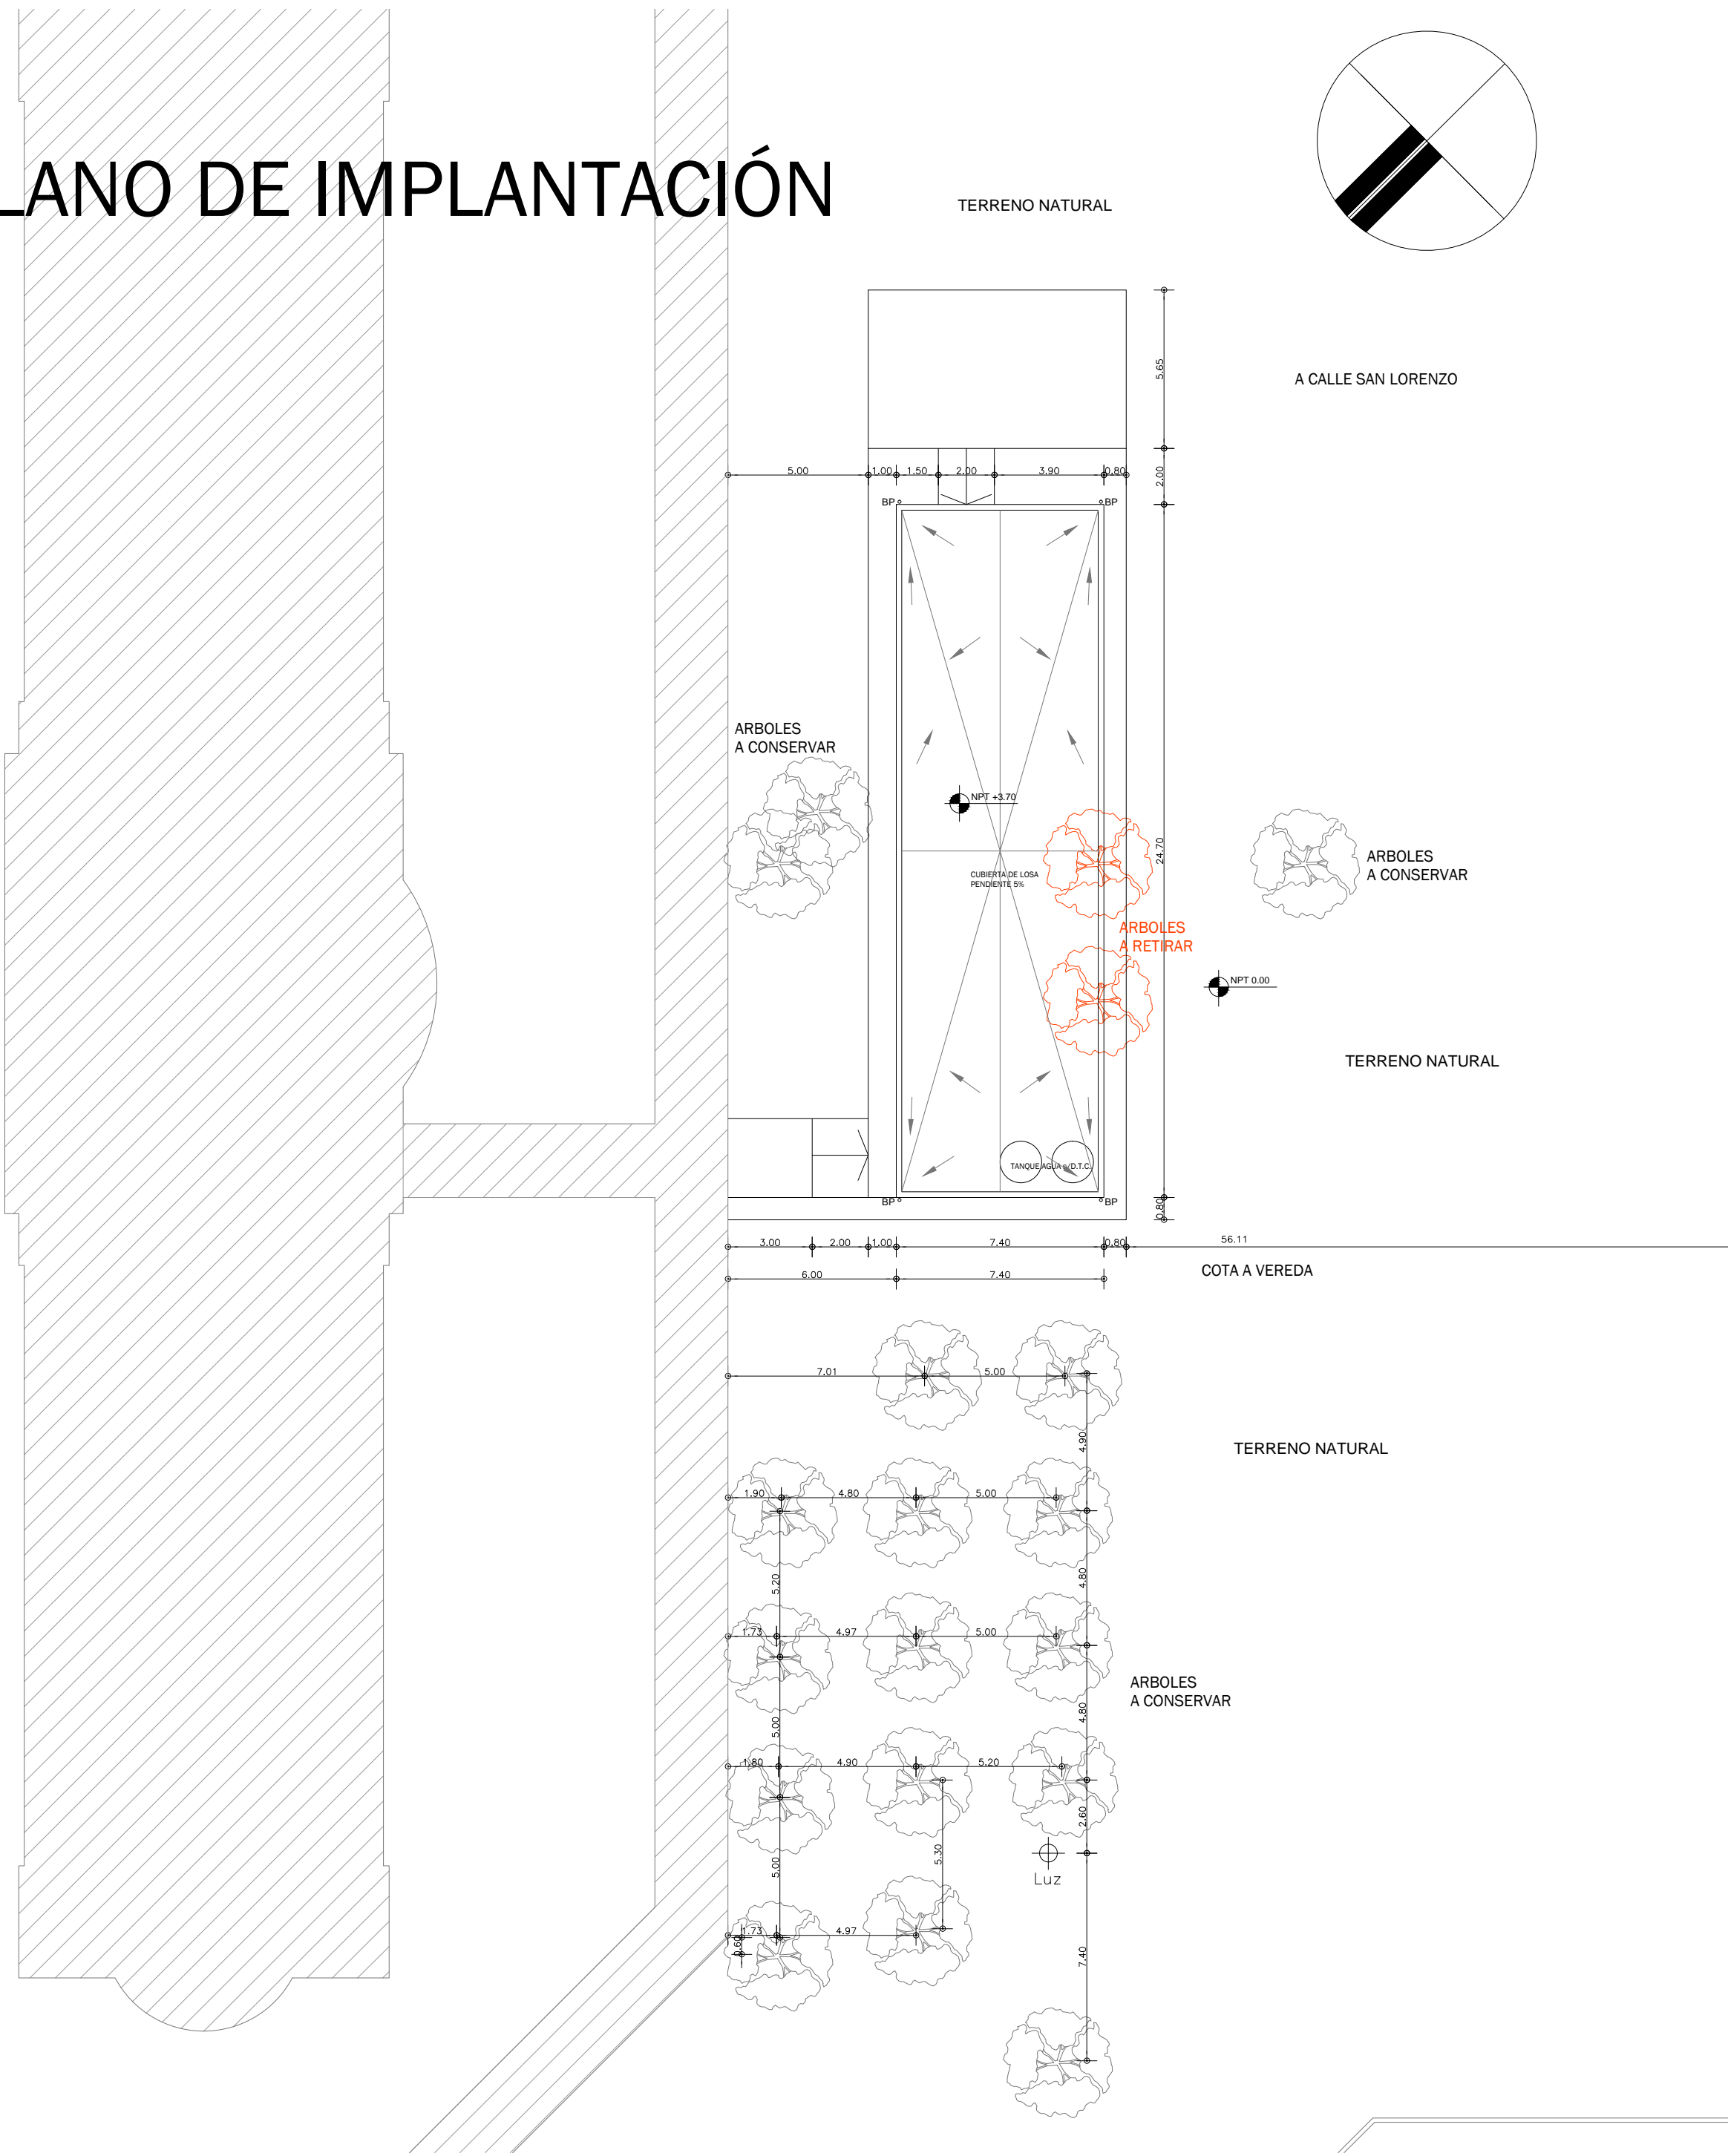 LANO DE IMPLANTACIÓN
TERRENO NATURAL
5.65
A CALLE SAN LORENZO
5.00
1.00
1.50
2.00
3.90
0.80
2.00
BP
BP
ARBOLES
A CONSERVAR
NPT +3.70
24.70
ARBOLES
A CONSERVAR
CUBIERTA DE LOSA
PENDIENTE 5%
ARBOLES
A RETIRAR
NPT 0.00
TERRENO NATURAL
TANQUE AGUA s/D.T.C.
BP
BP
0.80
3.00
2.00
1.00
7.40
0.80
56.11
COTA A VEREDA
6.00
7.40
7.01
5.00
4.90
TERRENO NATURAL
1.90
4.80
5.00
5.20
4.80
1.73
4.97
5.00
ARBOLES
A CONSERVAR
5.00
4.80
1.80
4.90
5.20
2.60
5.30
5.00
Luz
1.73
4.97
0.60
7.40